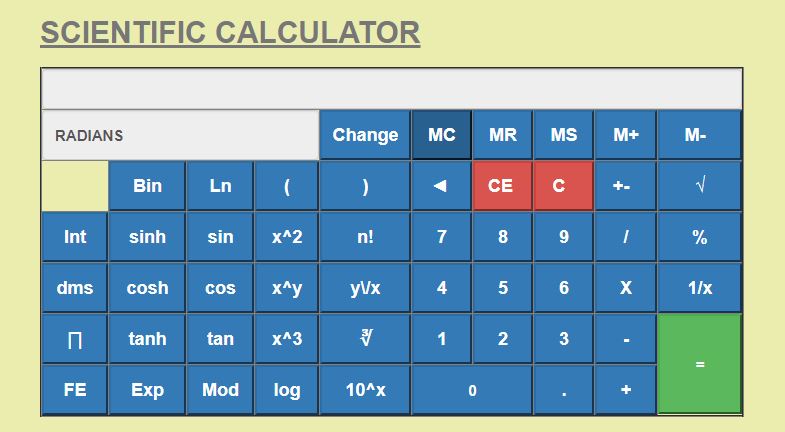 SCIENTIFIC CALCULATOR
RADIANS Change MC MR MS M+ M-
Bin Ln ( ) ◄ CE C +- √
Int sinh sin x^2 n! 7 8 9 / %
dms cosh cos x^y y\/x 4 5 6 X 1/x
∏ tanh tan x^3 ∛ 1 2 3 - =
FE Exp Mod log 10^x 0 . +